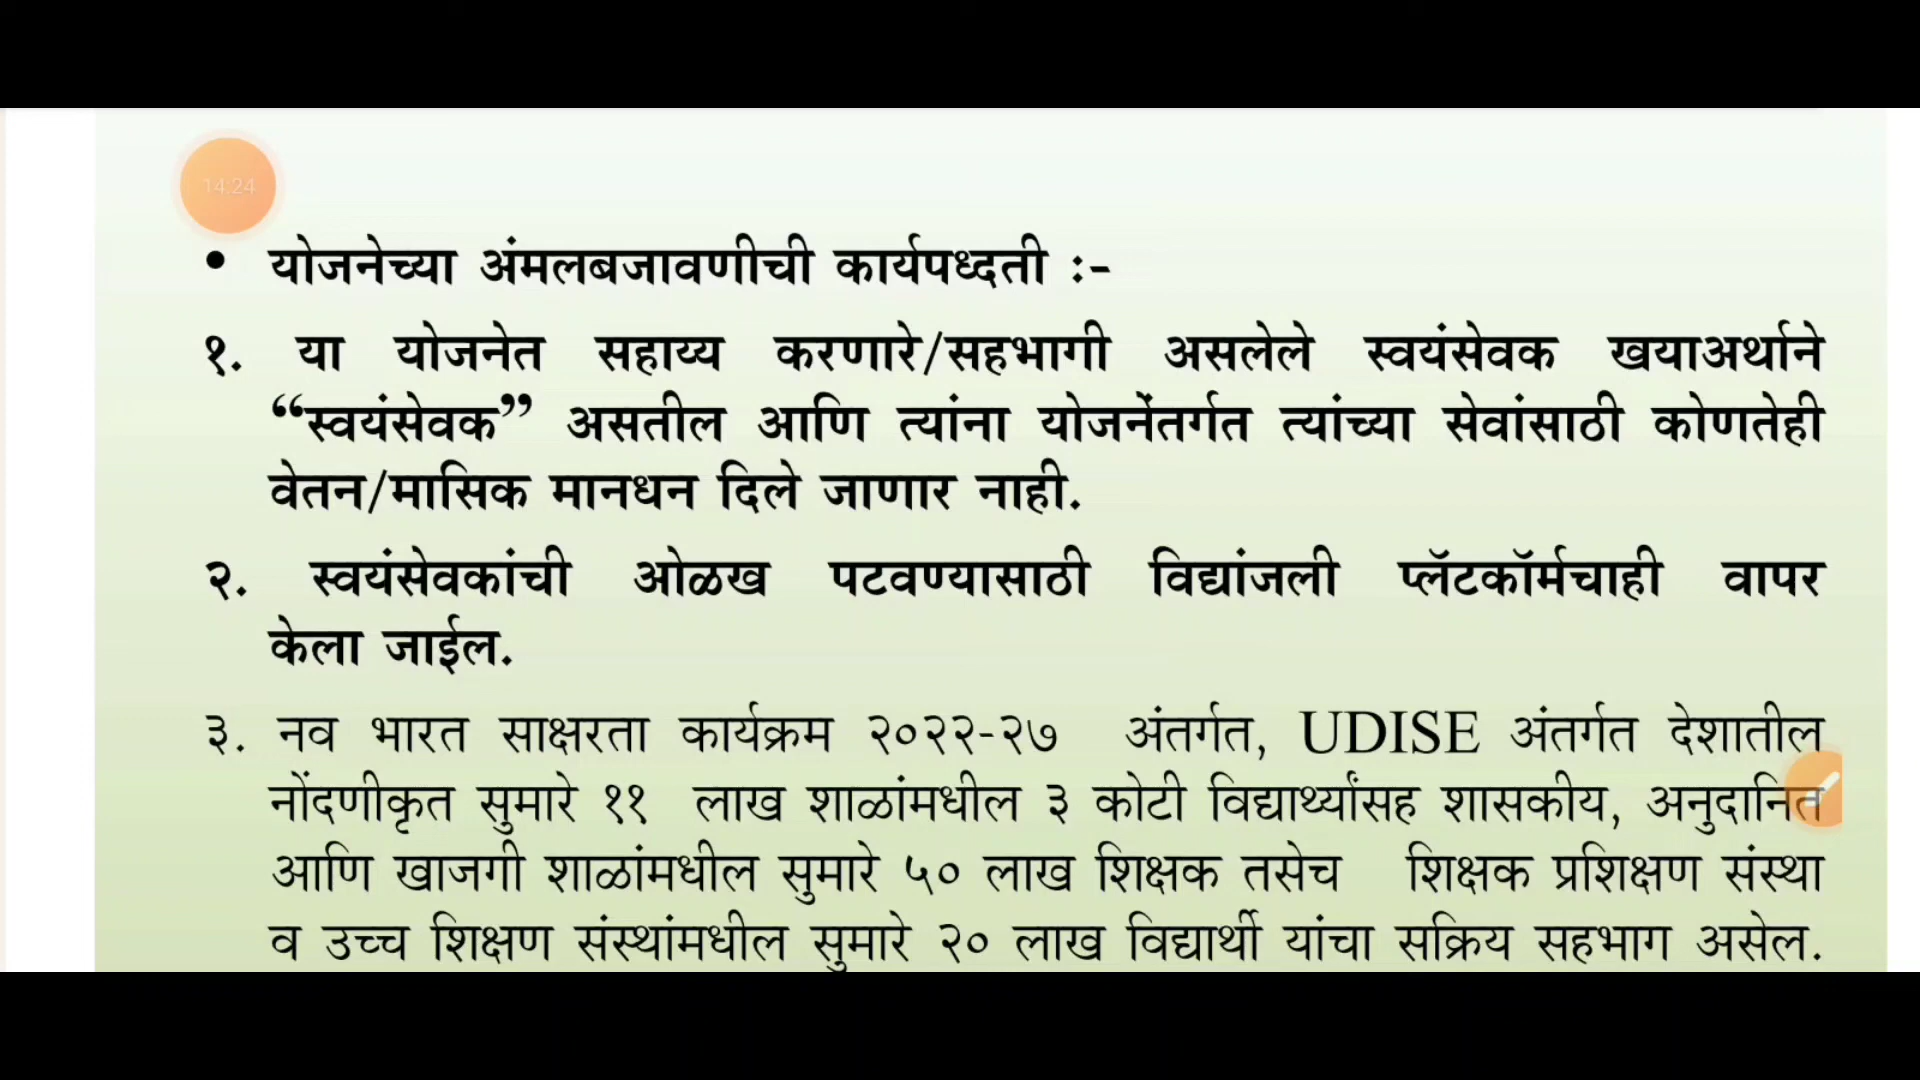 14:24
• योजनेच्या अंमलबजावणीची कार्यपध्दती :-
१. या योजनेत सहाय्य करणारे/सहभागी असलेले स्वयंसेवक खयाअर्थाने
“स्वयंसेवक” असतील आणि त्यांना योजनेंतर्गत त्यांच्या सेवांसाठी कोणतेही
वेतन/मासिक मानधन दिले जाणार नाही.
२. स्वयंसेवकांची ओळख पटवण्यासाठी विद्यांजली प्लॅटकॉर्मचाही वापर
केला जाईल.
३. नव भारत साक्षरता कार्यक्रम २०२२-२७ अंतर्गत, UDISE अंतर्गत देशातील
नोंदणीकृत सुमारे ११ लाख शाळांमधील ३ कोटी विद्यार्थ्यांसह शासकीय, अनुदानित
आणि खाजगी शाळांमधील सुमारे ५० लाख शिक्षक तसेच शिक्षक प्रशिक्षण संस्था
व उच्च शिक्षण संस्थांमधील सुमारे २० लाख विद्यार्थी यांचा सक्रिय सहभाग असेल.